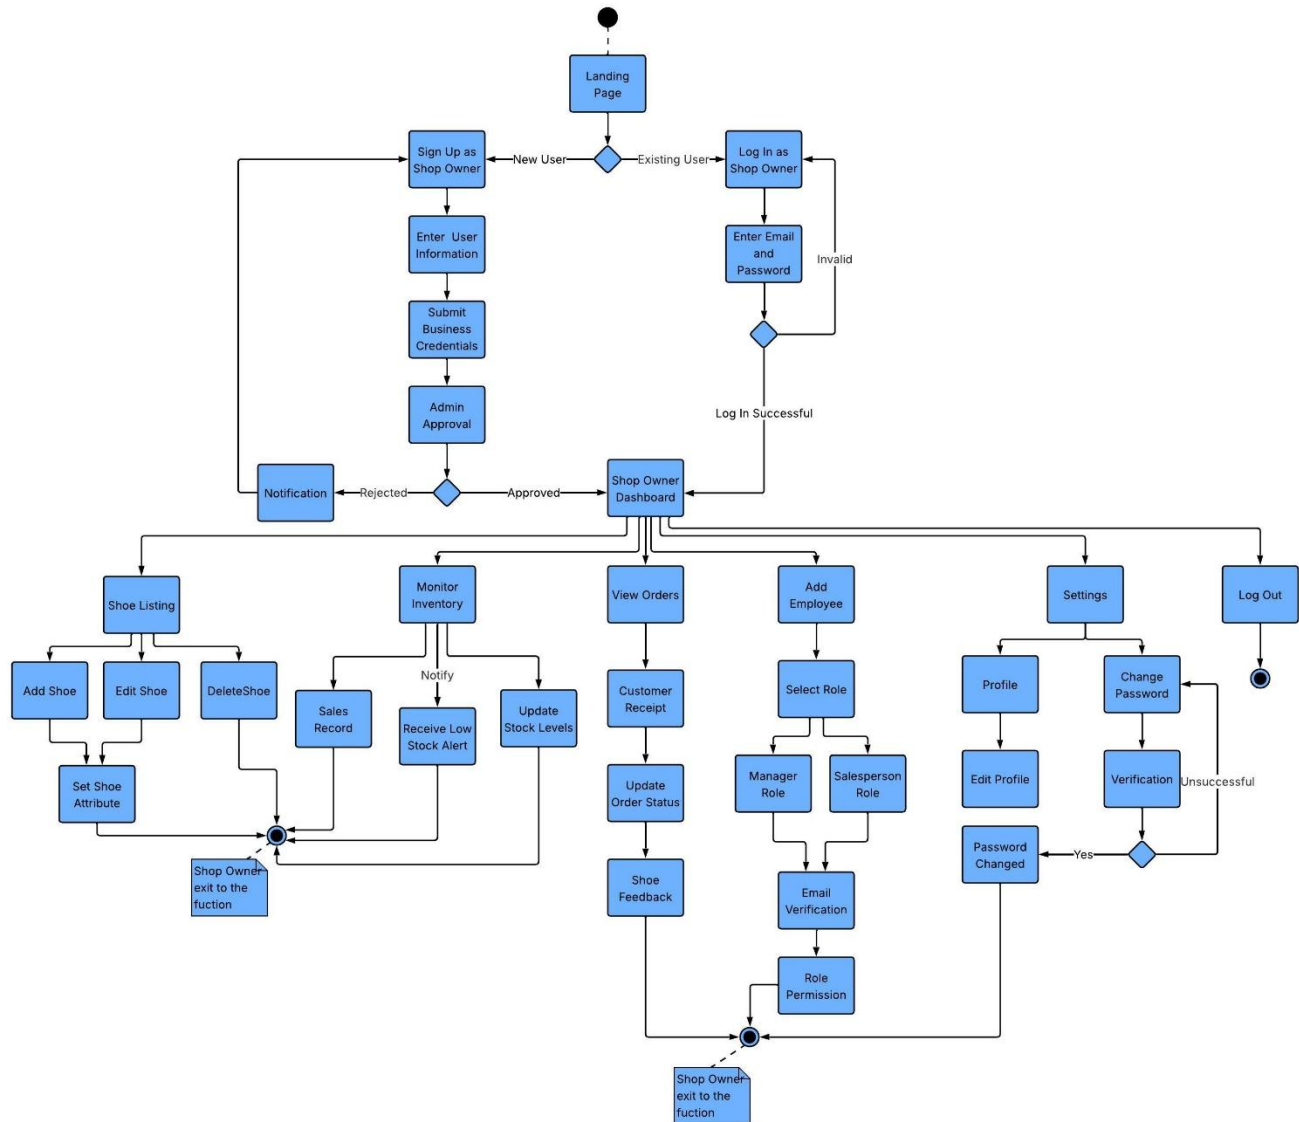 Landing
Page
Sign Up as
Shop Owner
New User
Existing User
Log In as
Shop Owner
Enter User
Information
Enter Email
and
Password
Invalid
Submit
Business
Credentials
Admin
Approval
Log In Successful
Notification
Rejected
Approved
Shop Owner
Dashboard
Shoe Listing
Monitor
Inventory
View Orders
Add
Employee
Settings
Log Out
Add Shoe
Edit Shoe
DeleteShoe
Notify
Sales
Record
Receive Low
Stock Alert
Update
Stock Levels
Customer
Receipt
Select Role
Profile
Change
Password
Set Shoe
Attribute
Update
Order Status
Manager
Role
Salesperson
Role
Edit Profile
Verification
Unsuccessful
Shop Owner
exit to the
fuction
Shoe
Feedback
Email
Verification
Password
Changed
Yes
Role
Permission
Shop Owner
exit to the
fuction